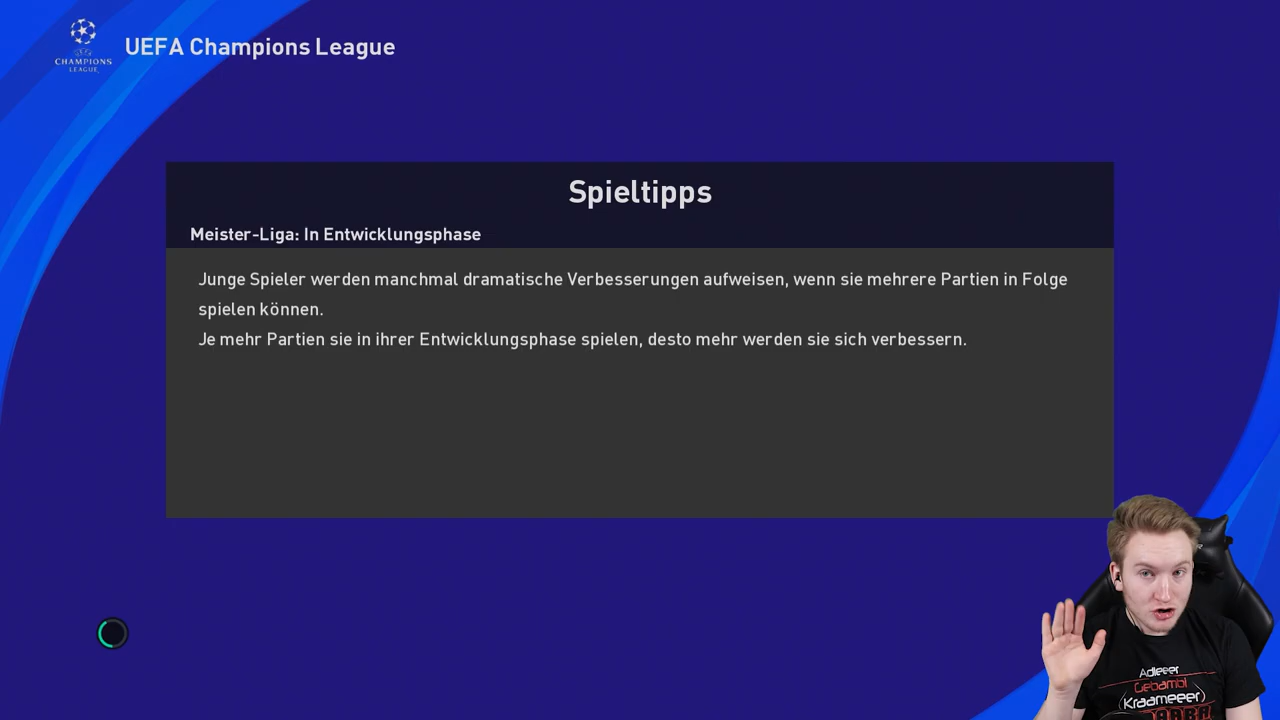 CHAMPIONS
LEAGUE
UEFA Champions League
Spieltipps
Meister-Liga: In Entwicklungsphase
Junge Spieler werden manchmal dramatische Verbesserungen aufweisen, wenn sie mehrere Partien in Folge
spielen können.
Je mehr Partien sie in ihrer Entwicklungsphase spielen, desto mehr werden sie sich verbessern.
Adleeer
Gebambl
Kraameeer